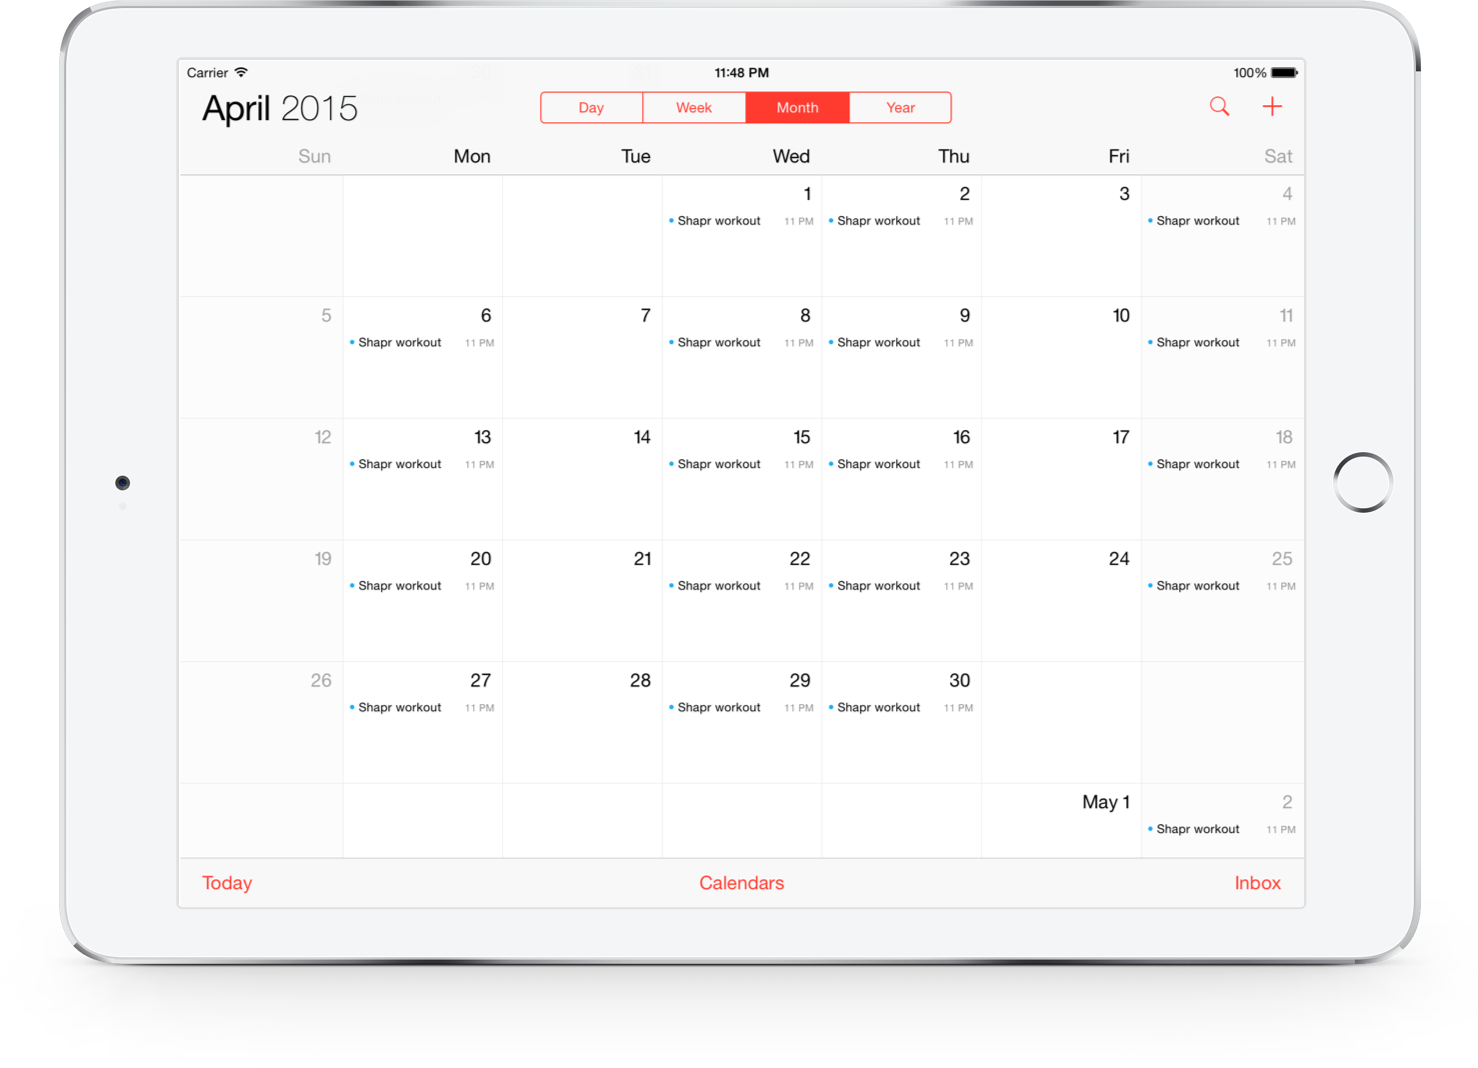 Carrier 11:48 PM 100%
April 2015 Day Week Month Year
Sun Mon Tue Wed Thu Fri Sat
1 2 3 4
Shapr workout 11 PM Shapr workout 11 PM Shapr workout 11 PM
5 6 7 8 9 10 11
Shapr workout 11 PM Shapr workout 11 PM Shapr workout 11 PM Shapr workout 11 PM
12 13 14 15 16 17 18
Shapr workout 11 PM Shapr workout 11 PM Shapr workout 11 PM Shapr workout 11 PM
19 20 21 22 23 24 25
Shapr workout 11 PM Shapr workout 11 PM Shapr workout 11 PM Shapr workout 11 PM
26 27 28 29 30
Shapr workout 11 PM Shapr workout 11 PM Shapr workout 11 PM
May 1 2
Shapr workout 11 PM
Today Calendars Inbox